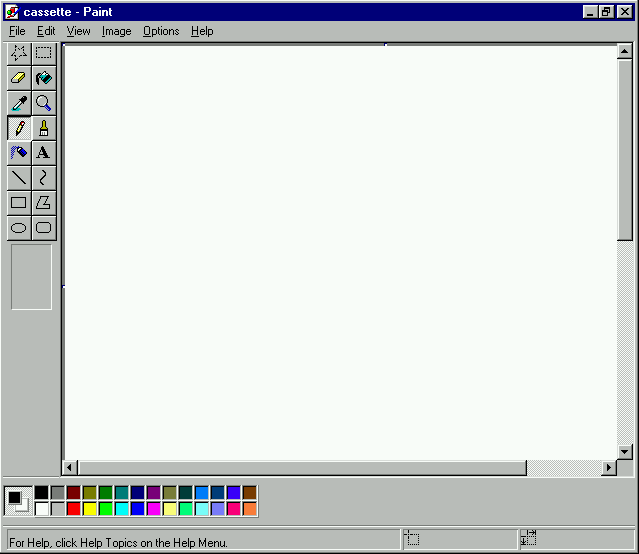 cassette - Paint
File Edit View Image Options Help
A
For Help, click Help Topics on the Help Menu.